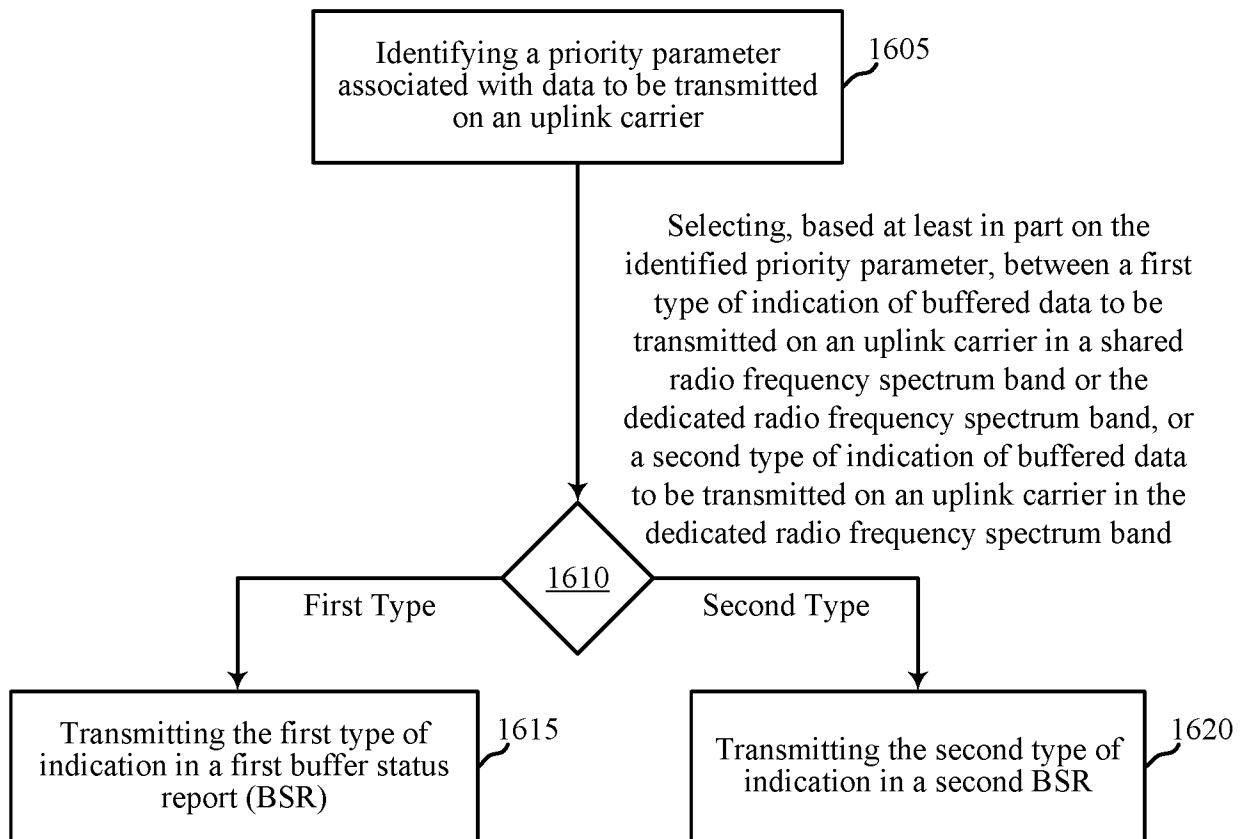 Identifying a priority parameter
associated with data to be transmitted
on an uplink carrier
1605
Selecting, based at least in part on the
identified priority parameter, between a first
type of indication of buffered data to be
transmitted on an uplink carrier in a shared
radio frequency spectrum band or the
dedicated radio frequency spectrum band, or
a second type of indication of buffered data
to be transmitted on an uplink carrier in the
dedicated radio frequency spectrum band
1610
First Type
Second Type
Transmitting the first type of
indication in a first buffer status
report (BSR)
1615
Transmitting the second type of
indication in a second BSR
1620